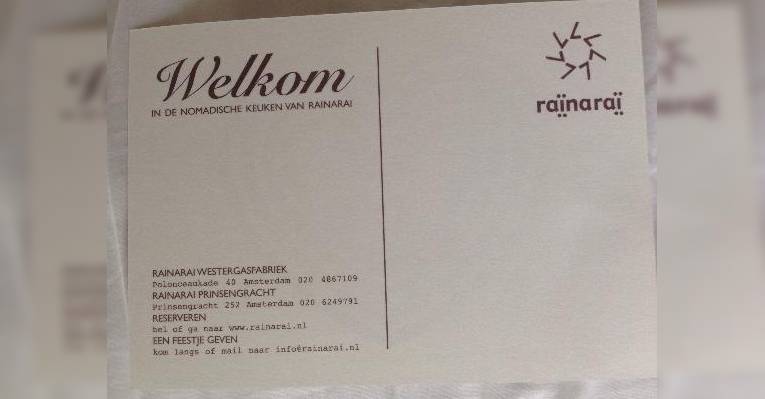 Welkom
IN DE NOMADISCHE KEUKEN VAN RAINARAI
raïnaraï
RAINARAI WESTERGASFABRIEK
Polonceaukade 40 Amsterdam 020 4867109
RAINARAI PRINSENGRACHT
Prinsengracht 252 Amsterdam 020 6249791
RESERVEREN
bel of ga naar www.rainarai.nl
EEN FEESTJE GEVEN
kom langs of mail naar info@rainarai.nl